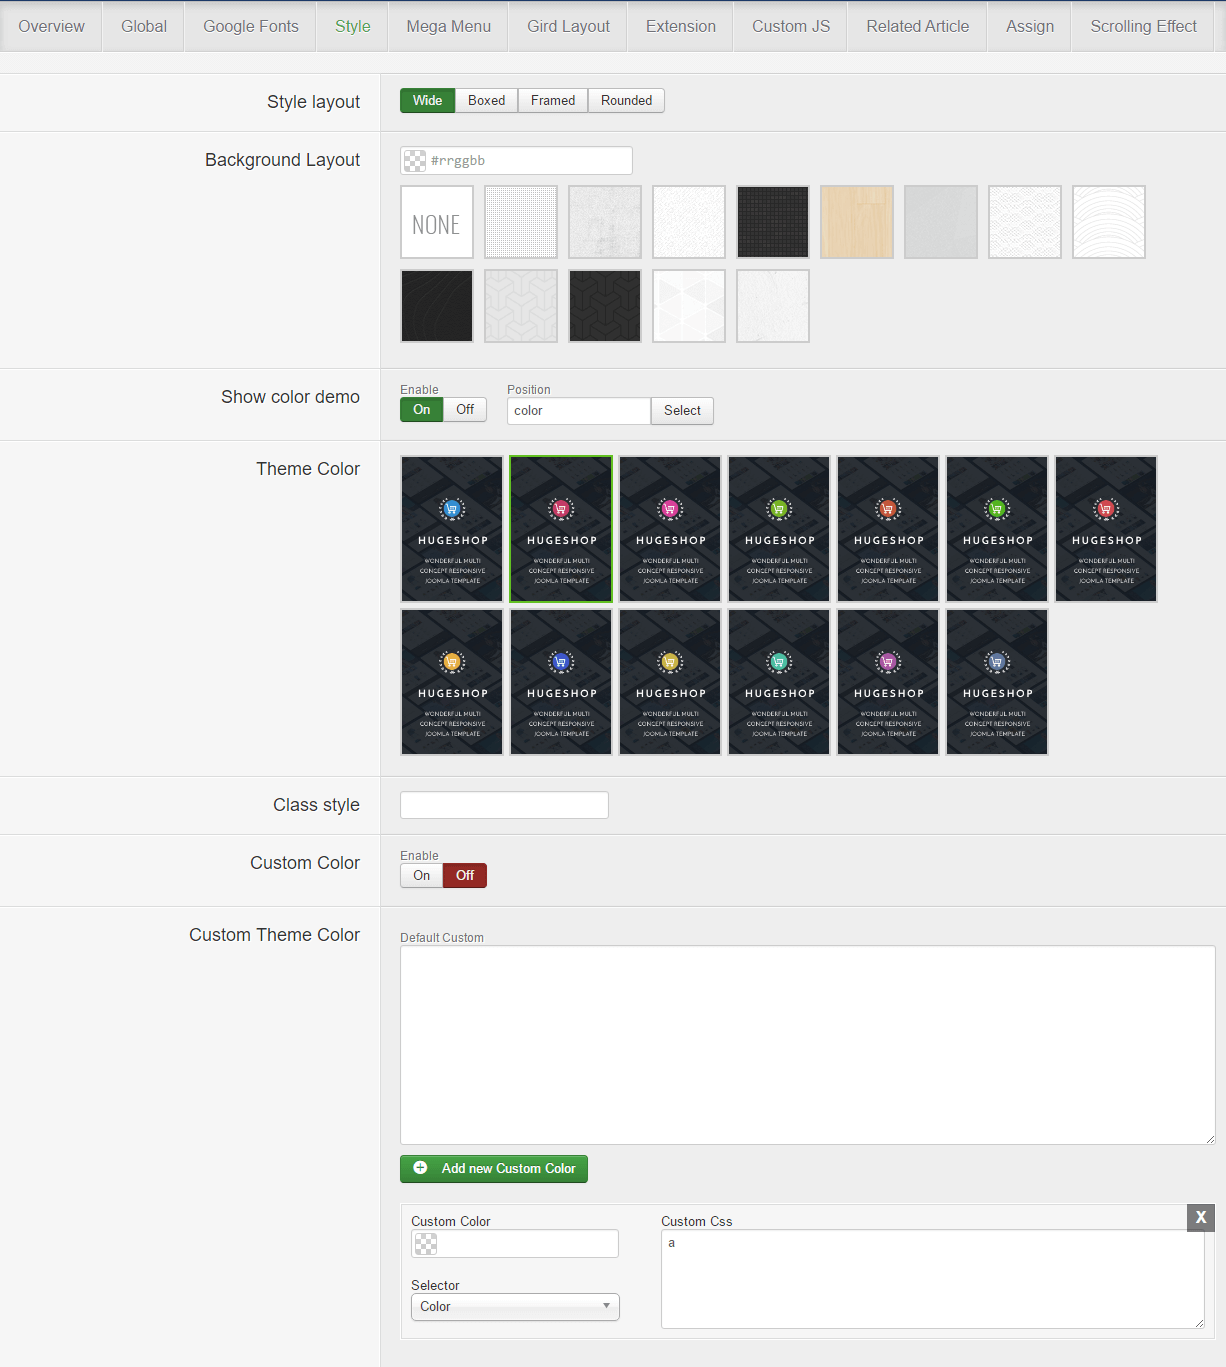 Overview Global Google Fonts Style Mega Menu Gird Layout Extension Custom JS Related Article Assign Scrolling Effect
Style layout Wide Boxed Framed Rounded
Background Layout #rrggbb
NONE
Enable Position
Show color demo On Off color Select
Theme Color
HUGESHOP HUGESHOP HUGESHOP HUGESHOP HUGESHOP HUGESHOP HUGESHOP
WONDERFUL MULTI WONDERFUL MULTI WONDERFUL MULTI WONDERFUL MULTI WONDERFUL MULTI WONDERFUL MULTI WONDERFUL MULTI
CONCEPT RESPONSIVE CONCEPT RESPONSIVE CONCEPT RESPONSIVE CONCEPT RESPONSIVE CONCEPT RESPONSIVE CONCEPT RESPONSIVE CONCEPT RESPONSIVE
JOOMLA TEMPLATE JOOMLA TEMPLATE JOOMLA TEMPLATE JOOMLA TEMPLATE JOOMLA TEMPLATE JOOMLA TEMPLATE JOOMLA TEMPLATE
HUGESHOP HUGESHOP HUGESHOP HUGESHOP HUGESHOP HUGESHOP
WONDERFUL MULTI WONDERFUL MULTI WONDERFUL MULTI WONDERFUL MULTI WONDERFUL MULTI WONDERFUL MULTI
CONCEPT RESPONSIVE CONCEPT RESPONSIVE CONCEPT RESPONSIVE CONCEPT RESPONSIVE CONCEPT RESPONSIVE CONCEPT RESPONSIVE
JOOMLA TEMPLATE JOOMLA TEMPLATE JOOMLA TEMPLATE JOOMLA TEMPLATE JOOMLA TEMPLATE JOOMLA TEMPLATE
Class style
Custom Color Enable
On Off
Custom Theme Color Default Custom
Add new Custom Color
Custom Color Custom Css X
a
Selector
Color